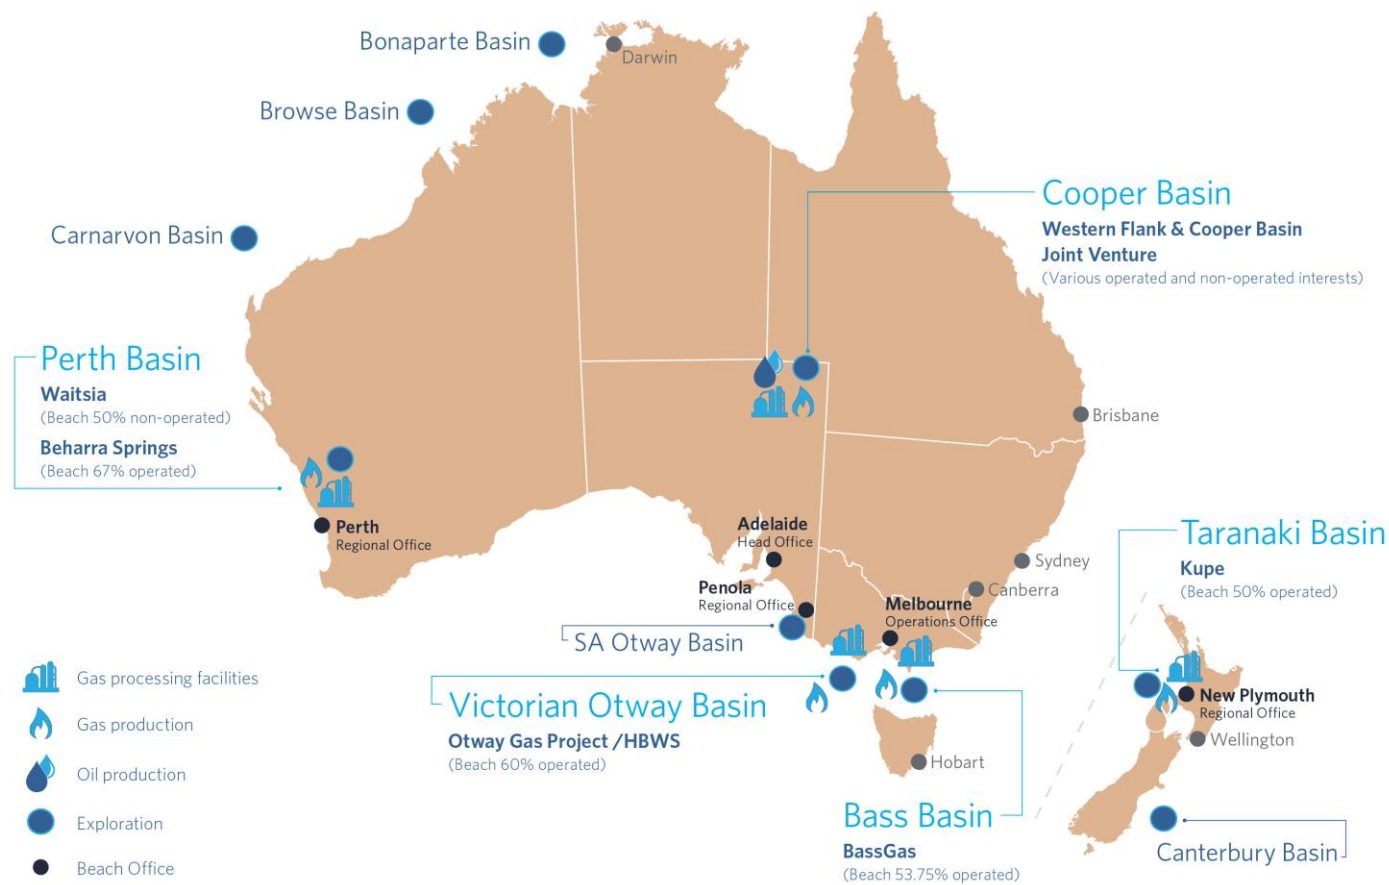 Bonaparte Basin
Darwin
Browse Basin
Carnarvon Basin
Cooper Basin
Western Flank & Cooper Basin
Joint Venture
(Various operated and non-operated interests)
Perth Basin
Waitsia
(Beach 50% non-operated)
Beharra Springs
(Beach 67% operated)
Brisbane
Perth
Regional Office
Adelaide
Head Office
Penola
Regional Office
Melbourne
Operations Office
Sydney
Canberra
Taranaki Basin
Kupe
(Beach 50% operated)
SA Otway Basin
Victorian Otway Basin
Otway Gas Project /HBWS
(Beach 60% operated)
New Plymouth
Regional Office
Wellington
Hobart
Bass Basin
BassGas
(Beach 53.75% operated)
Canterbury Basin
Gas processing facilities
Gas production
Oil production
Exploration
Beach Office